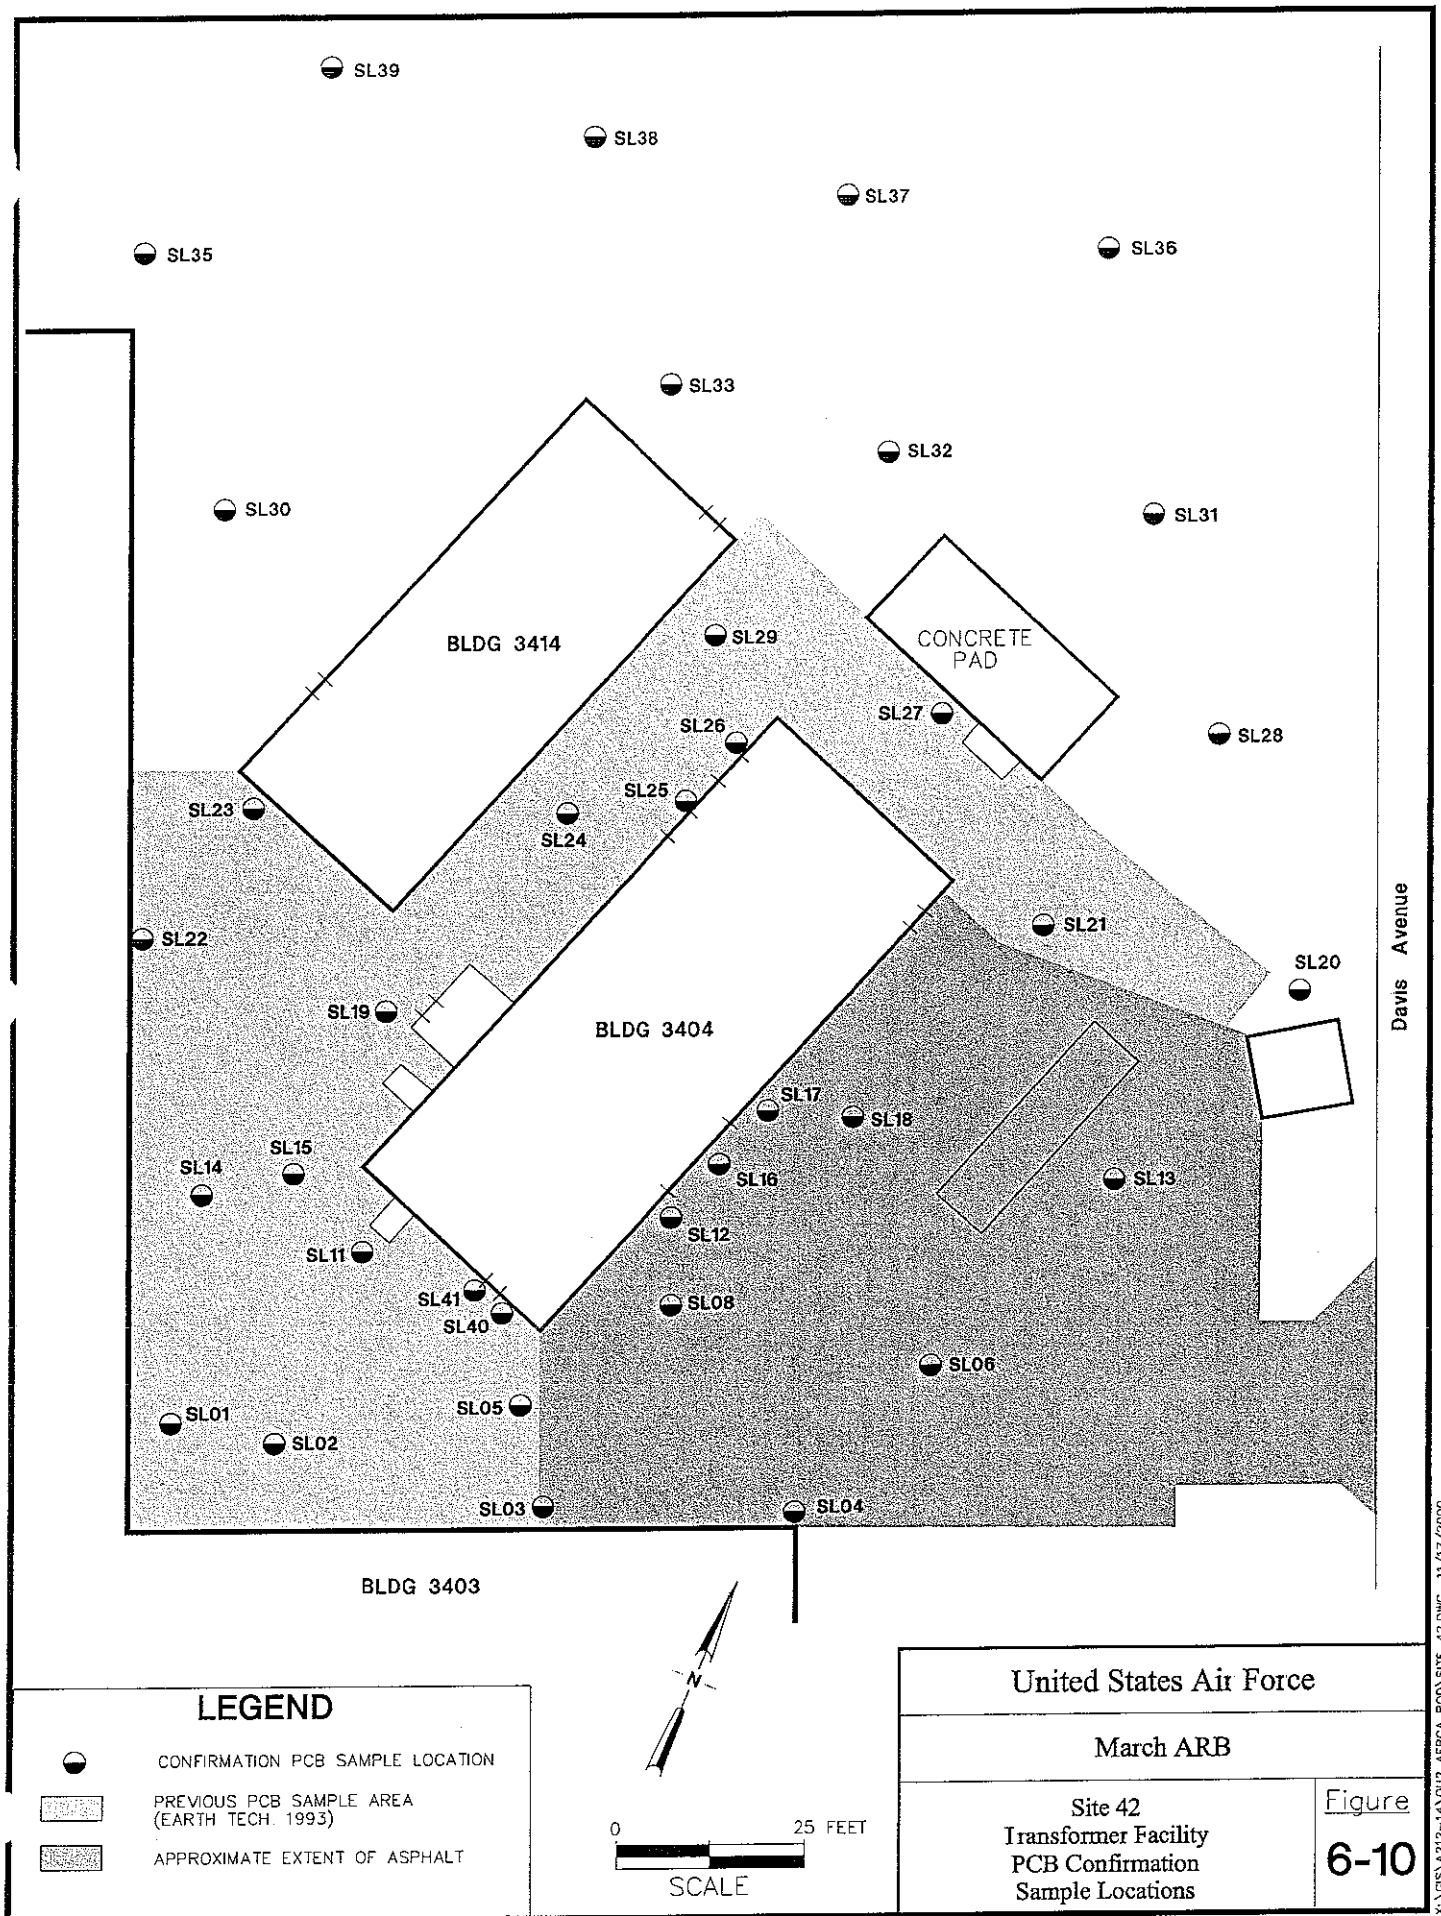 SL39
SL38
SL37
SL36
SL35
SL33
SL32
SL31
SL30
BLDG 3414
SL29
CONCRETE
PAD
SL27
SL28
SL26
SL25
SL23
SL24
SL22
SL21
SL20
Davis Avenue
SL19
BLDG 3404
SL17
SL18
SL15
SL14
SL16
SL13
SL12
SL11
SL41
SL40
SL08
SL06
SL05
SL01
SL02
SL03
SL04
BLDG 3403
N
LEGEND
CONFIRMATION PCB SAMPLE LOCATION
PREVIOUS PCB SAMPLE AREA
(EARTH TECH. 1993)
APPROXIMATE EXTENT OF ASPHALT
0 25 FEET
SCALE
United States Air Force
March ARB
Site 42
Transformer Facility
PCB Confirmation
Sample Locations
Figure
6-10